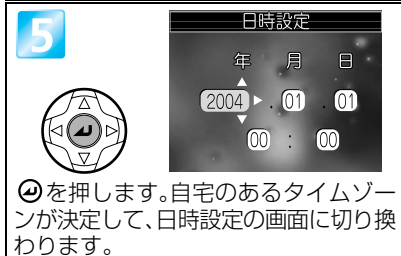 5
日時設定
年 月 日
2004 . 01 . 01
00 : 00
を押します。自宅のあるタイムゾー
ンが決定して、日時設定の画面に切り換
わります。